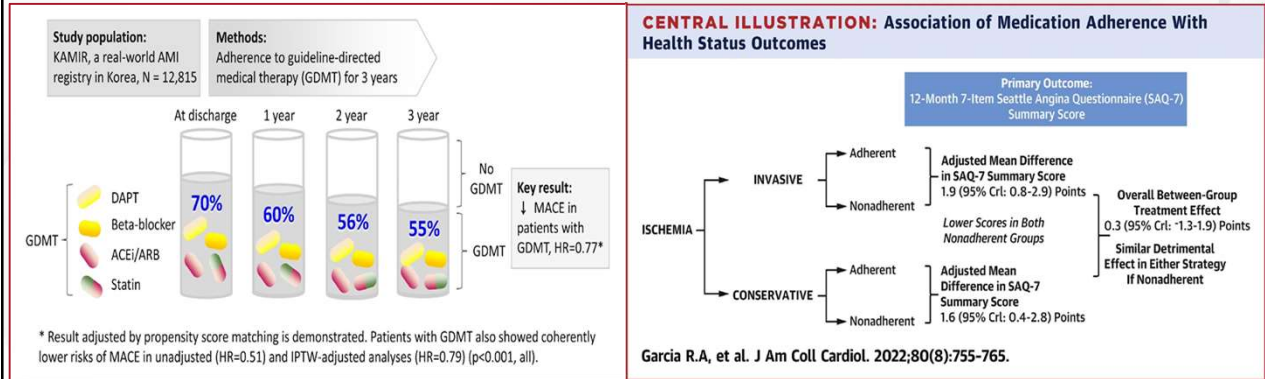 Study population:
KAMIR, a real-world AMI
registry in Korea, N = 12,815
Methods:
Adherence to guideline-directed
medical therapy (GDMT) for 3 years
At discharge
1 year
2 year
3 year
70%
60%
56%
55%
No
GDMT
GDMT
GDMT
DAPT
Beta-blocker
ACEi/ARB
Statin
Key result:
↓ MACE in
patients with
GDMT, HR=0.77*
* Result adjusted by propensity score matching is demonstrated. Patients with GDMT also showed coherently
lower risks of MACE in unadjusted (HR=0.51) and IPTW-adjusted analyses (HR=0.79) (p<0.001, all).
CENTRAL ILLUSTRATION: Association of Medication Adherence With
Health Status Outcomes
Primary Outcome:
12-Month 7-Item Seattle Angina Questionnaire (SAQ-7)
Summary Score
ISCHEMIA
INVASIVE
Adherent
Nonadherent
Adjusted Mean Difference
in SAQ-7 Summary Score
1.9 (95% CrI: 0.8-2.9) Points
Lower Scores in Both
Nonadherent Groups
CONSERVATIVE
Adherent
Nonadherent
Adjusted Mean
Difference in SAQ-7
Summary Score
1.6 (95% CrI: 0.4-2.8) Points
Overall Between-Group
Treatment Effect
0.3 (95% CrI: -1.3-1.9) Points
Similar Detrimental
Effect in Either Strategy
If Nonadherent
Garcia R.A, et al. J Am Coll Cardiol. 2022;80(8):755-765.